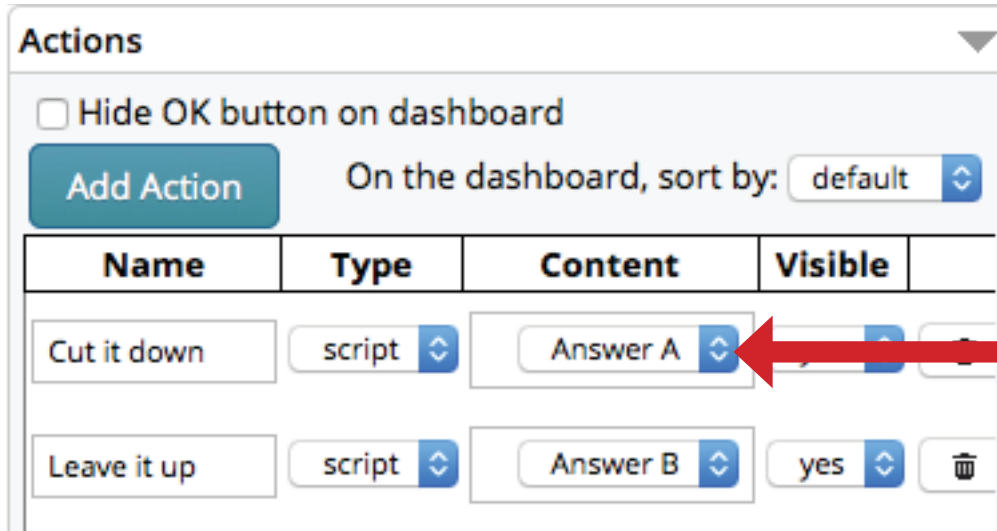 Actions
Hide OK button on dashboard
Add Action On the dashboard, sort by: default
Name Type Content Visible
Cut it down script Answer A
Leave it up script Answer B yes